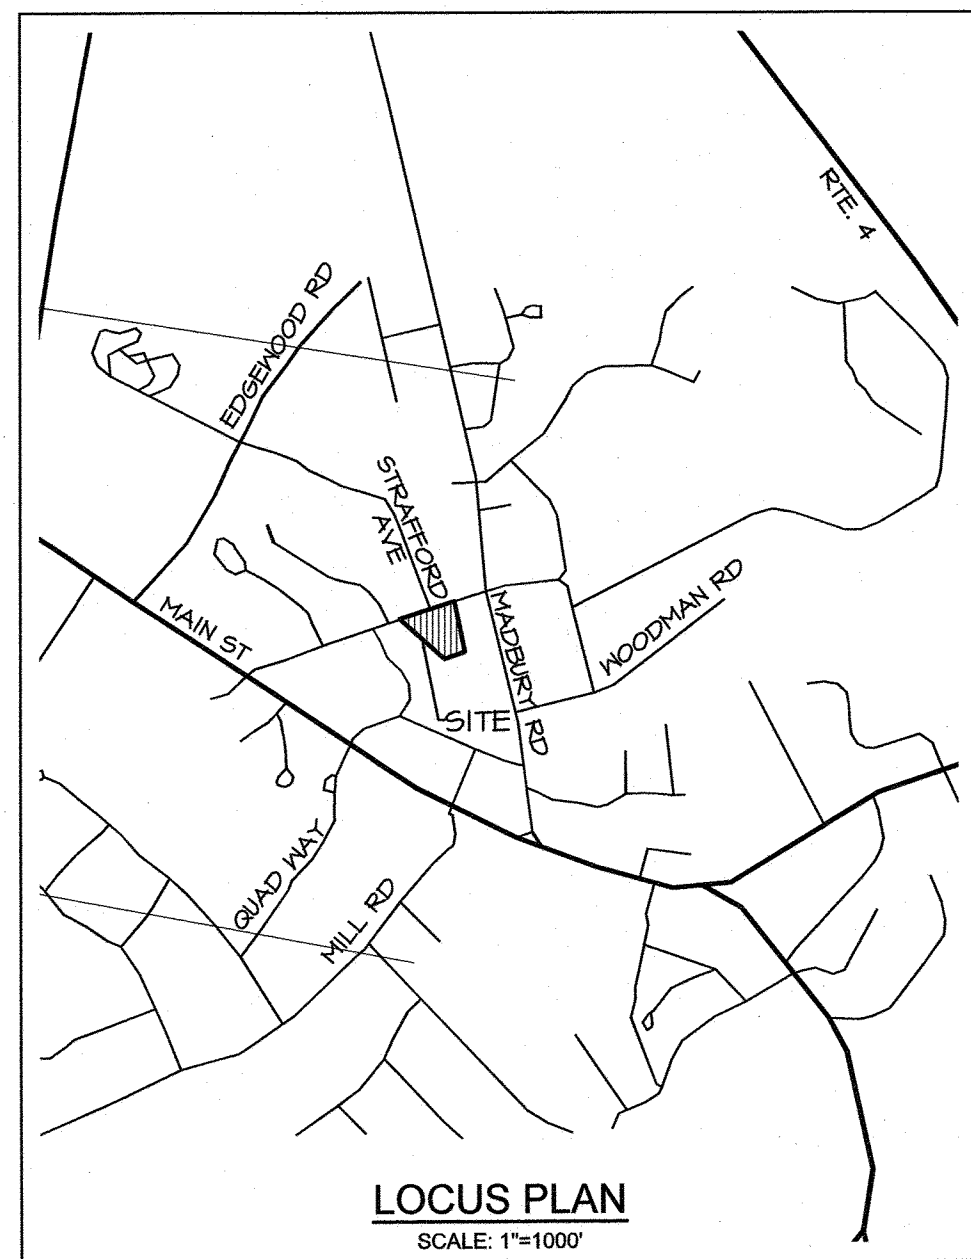 RTE. 4
EDGEWOOD RD
STRAFFORD
AVE
MAIN ST
MADBURY RD
WOODMAN RD
SITE
QUAD WAY
MILL RD
LOCUS PLAN
SCALE: 1"=1000'